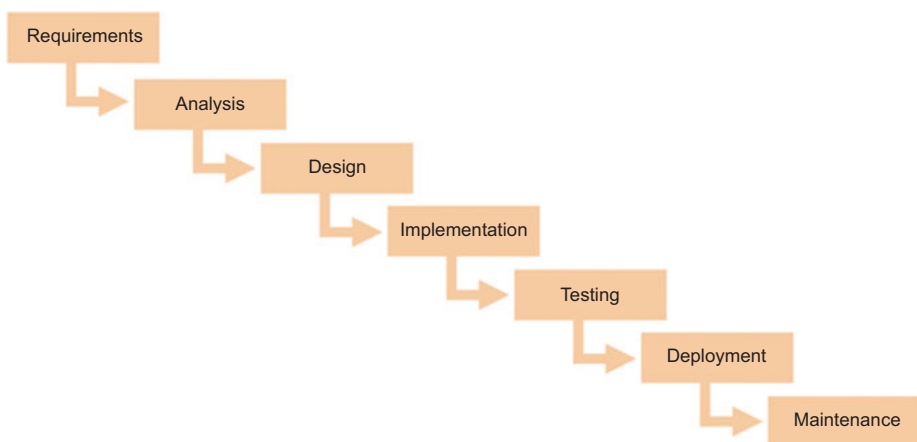 Requirements
Analysis
Design
Implementation
Testing
Deployment
Maintenance